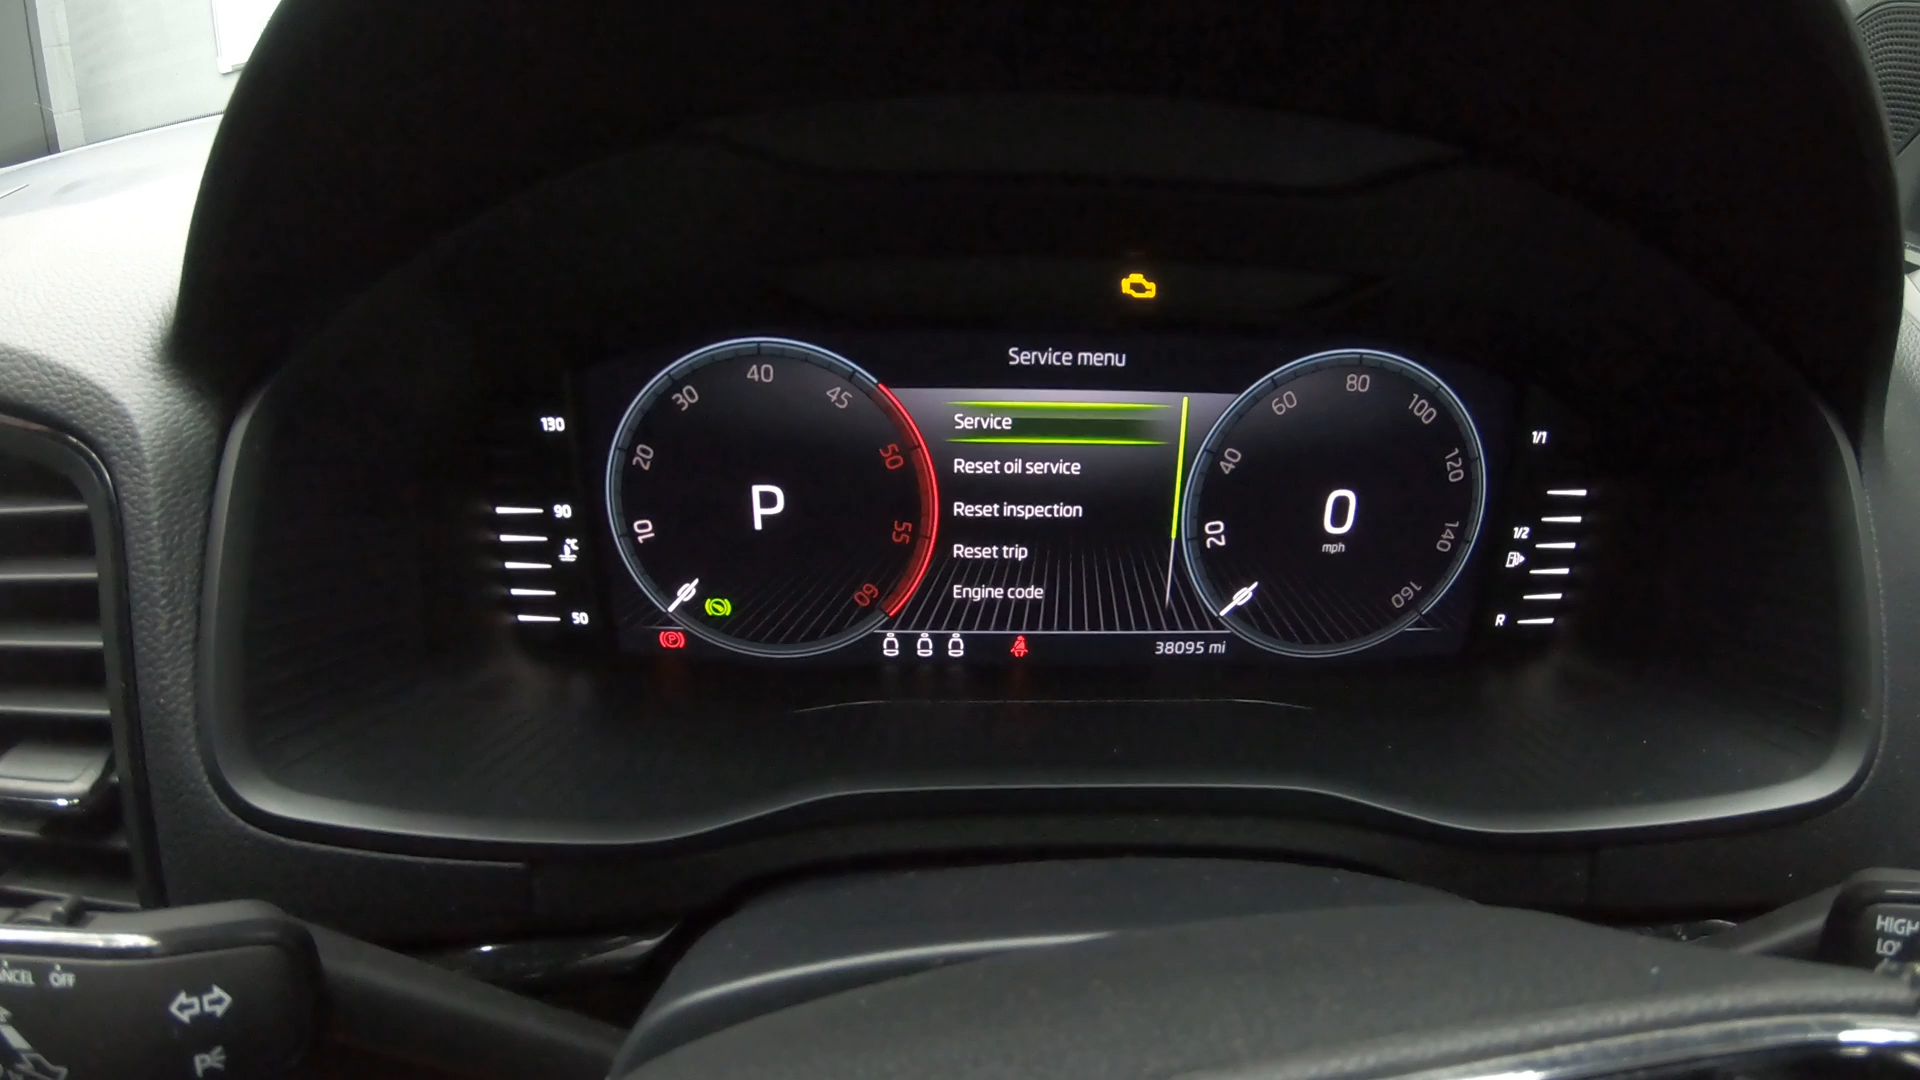 Service menu
Service
Reset oil service
Reset inspection
Reset trip
Engine code
38095 mi
10
20
30
40
45
50
55
60
P
20
40
60
80
100
120
140
160
0
mph
130
90
°C
50
1/1
1/2
R
P
OFF
P
HIGH